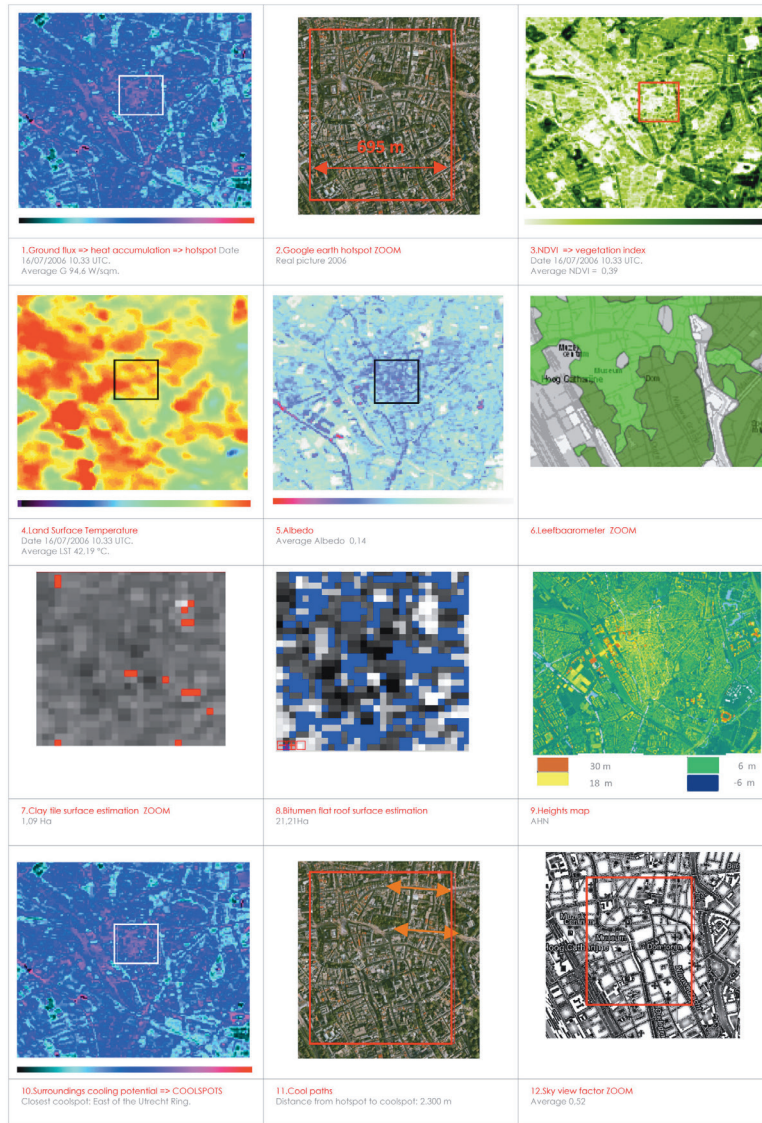 695 m
1.Ground flux => heat accumulation => hotspot Date
16/07/2006 10.33 UTC.
Average G 94.6 W/sqm.
2.Google earth hotspot ZOOM
Real picture 2006
3.NDVI => vegetation index
Date 16/07/2006 10.33 UTC.
Average NDVI = 0.39
Hoog Catharijne
Museum
Dom
4.Land Surface Temperature
Date 16/07/2006 10.33 UTC.
Average LST 42,19 °C.
5.Albedo
Average Albedo 0.14
6.Leefbaarometer ZOOM
30 m
6 m
18 m
-6 m
7.Clay tile surface estimation ZOOM
1,09 Ha
8.Bitumen flat roof surface estimation
21,21Ha
9.Heights map
AHN
Museum
10.Surroundings cooling potential => COOLSPOTS
Closest coolspot: East of the Utrecht Ring.
11.Cool paths
Distance from hotspot to coolspot: 2.300 m
12.Sky view factor ZOOM
Average 0.52